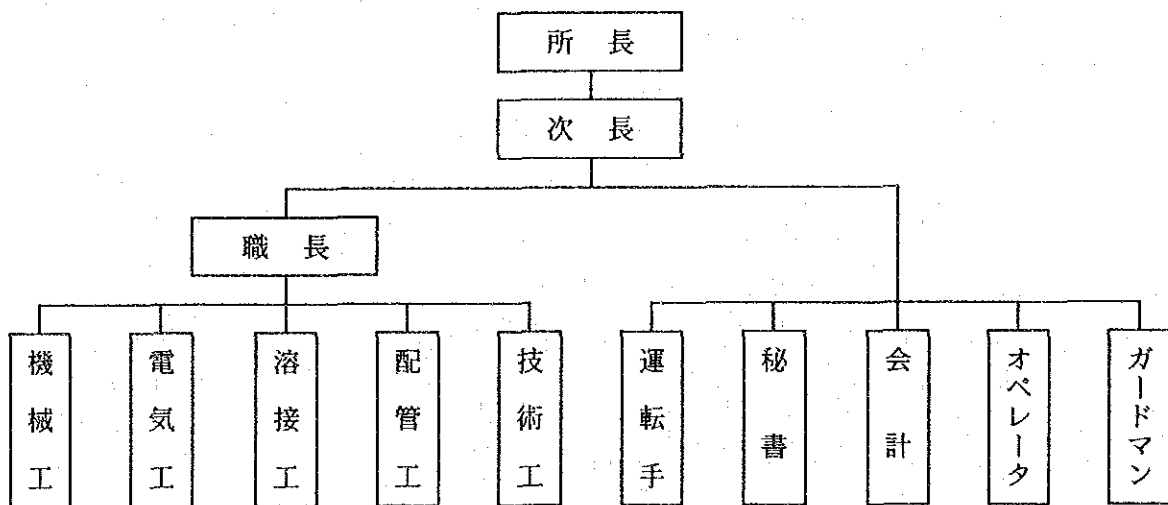 所長
次長
職長
機械工
電気工
溶接工
配管工
技術工
運転手
秘書
会計
オペレータ
ガードマン